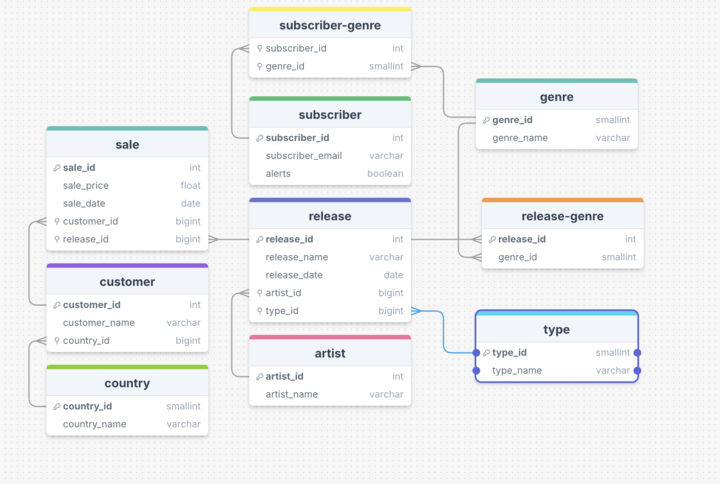 subscriber-genre
subscriber_id int
genre_id smallint
subscriber
subscriber_id int
subscriber_email varchar
alerts boolean
genre
genre_id smallint
genre_name varchar
sale
sale_id int
sale_price float
sale_date date
customer_id bigint
release_id bigint
release
release_id int
release_name varchar
release_date date
artist_id bigint
type_id bigint
release-genre
release_id int
genre_id smallint
customer
customer_id int
customer_name varchar
country_id bigint
type
type_id smallint
type_name varchar
artist
artist_id int
artist_name varchar
country
country_id smallint
country_name varchar